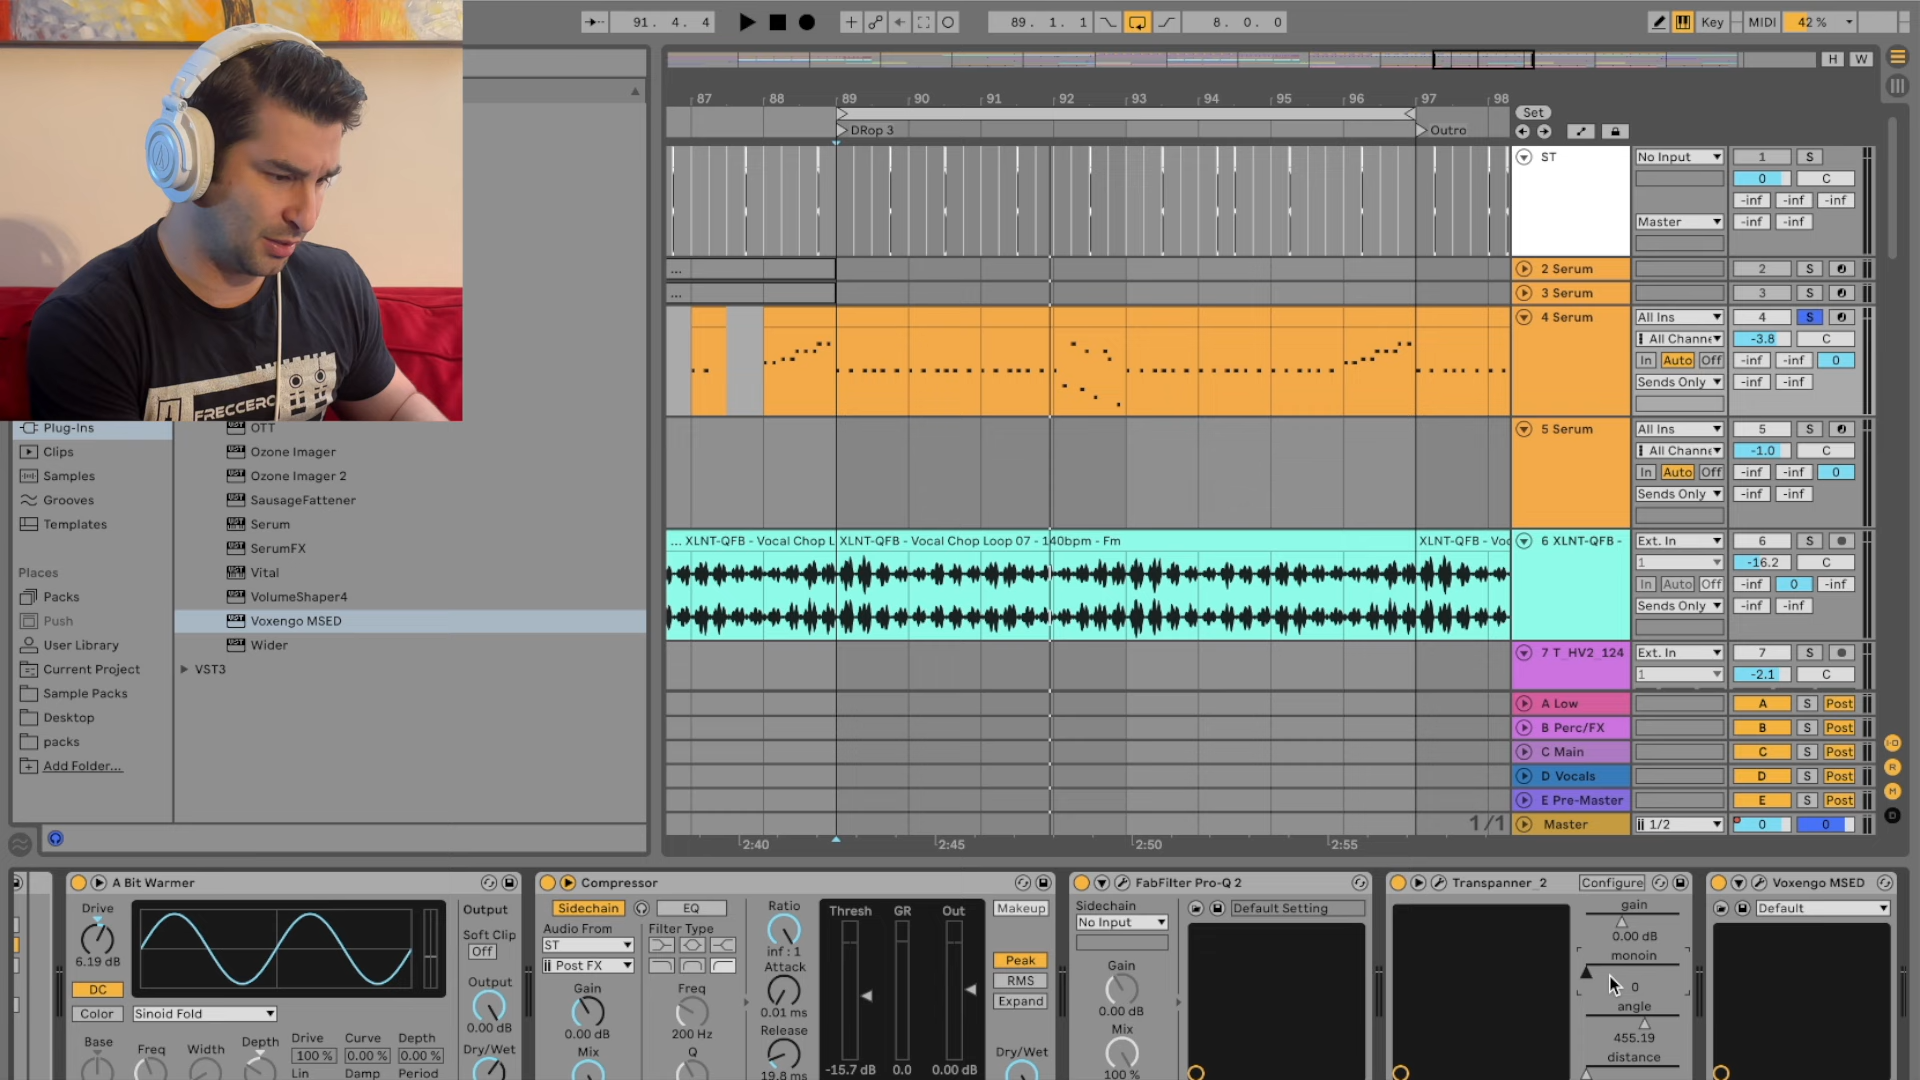 91. 4. 4
89. 1. 1
8. 0. 0
Key
MIDI
42 %
H
W
87
88
89
90
91
92
93
94
95
96
97
98
DRop 3
Outro
Set
FRECCERO
Plug-Ins
Clips
Samples
Grooves
Templates
Places
Packs
Push
User Library
Current Project
Sample Packs
Desktop
packs
Add Folder...
OTT
Ozone Imager
Ozone Imager 2
SausageFattener
Serum
SerumFX
Vital
VolumeShaper4
Voxengo MSED
Wider
VST3
... XLNT-QFB - Vocal Chop L
XLNT-QFB - Vocal Chop Loop 07 - 140bpm - Fm
XLNT-QFB - Voc
ST
No Input
1
S
0
C
-inf -inf -inf
Master
-inf -inf
...
2 Serum
2
S
...
3 Serum
3
S
4 Serum
All Ins
4
S
All Channe
-3.8
C
In Auto Off
-inf -inf 0
Sends Only
-inf -inf
5 Serum
All Ins
5
S
All Channe
-1.0
C
In Auto Off
-inf -inf 0
Sends Only
-inf -inf
6 XLNT-QFB -
Ext. In
6
S
1
-16.2
C
In Auto Off
-inf 0 -inf
Sends Only
-inf -inf
7 T_HV2_124
Ext. In
7
S
1
-2.1
C
A Low
A
S
Post
B Perc/FX
B
S
Post
C Main
C
S
Post
D Vocals
D
S
Post
E Pre-Master
E
S
Post
1/1
Master
1/2
0
0
2:40
2:45
2:50
2:55
I·O
R
M
D
A Bit Warmer
Drive
6.19 dB
DC
Color
Sinoid Fold
Base
Freq
Width
Depth
Drive
100 %
Lin
Curve
0.00 %
Damp
Depth
0.00 %
Period
Output
Soft Clip
Off
Output
0.00 dB
Dry/Wet
Compressor
Sidechain
EQ
Audio From
ST
Post FX
Filter Type
Gain
0.00 dB
Mix
Freq
200 Hz
Q
Ratio
inf : 1
Attack
0.01 ms
Release
19.8 ms
Thresh
GR
Out
-15.7 dB
0.0
0.00 dB
Makeup
Peak
RMS
Expand
Dry/Wet
FabFilter Pro-Q 2
Sidechain
No Input
Default Setting
Gain
0.00 dB
Mix
100 %
Transpanner_2
Configure
gain
0.00 dB
monoin
0
angle
455.19
distance
Voxengo MSED
Default